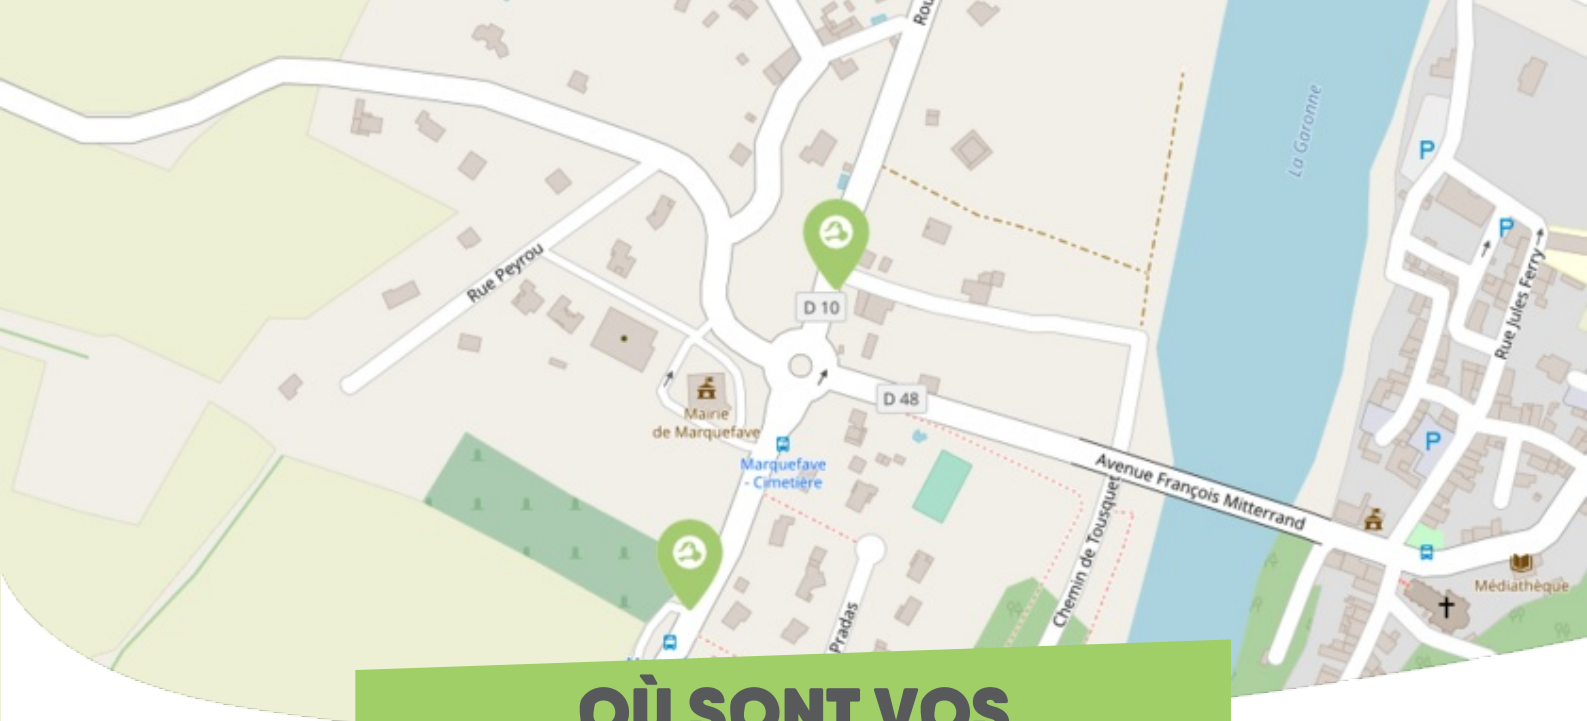 Rou
La Garonne
P
P
Rue Jules Ferry
Rue Peyrou
D 10
D 48
Mairie
de Marquefave
Marquefave
- Cimetière
P
Avenue François Mitterrand
Chemin de Tousquet
Médiathèque
Pradas
OÙ SONT VOS